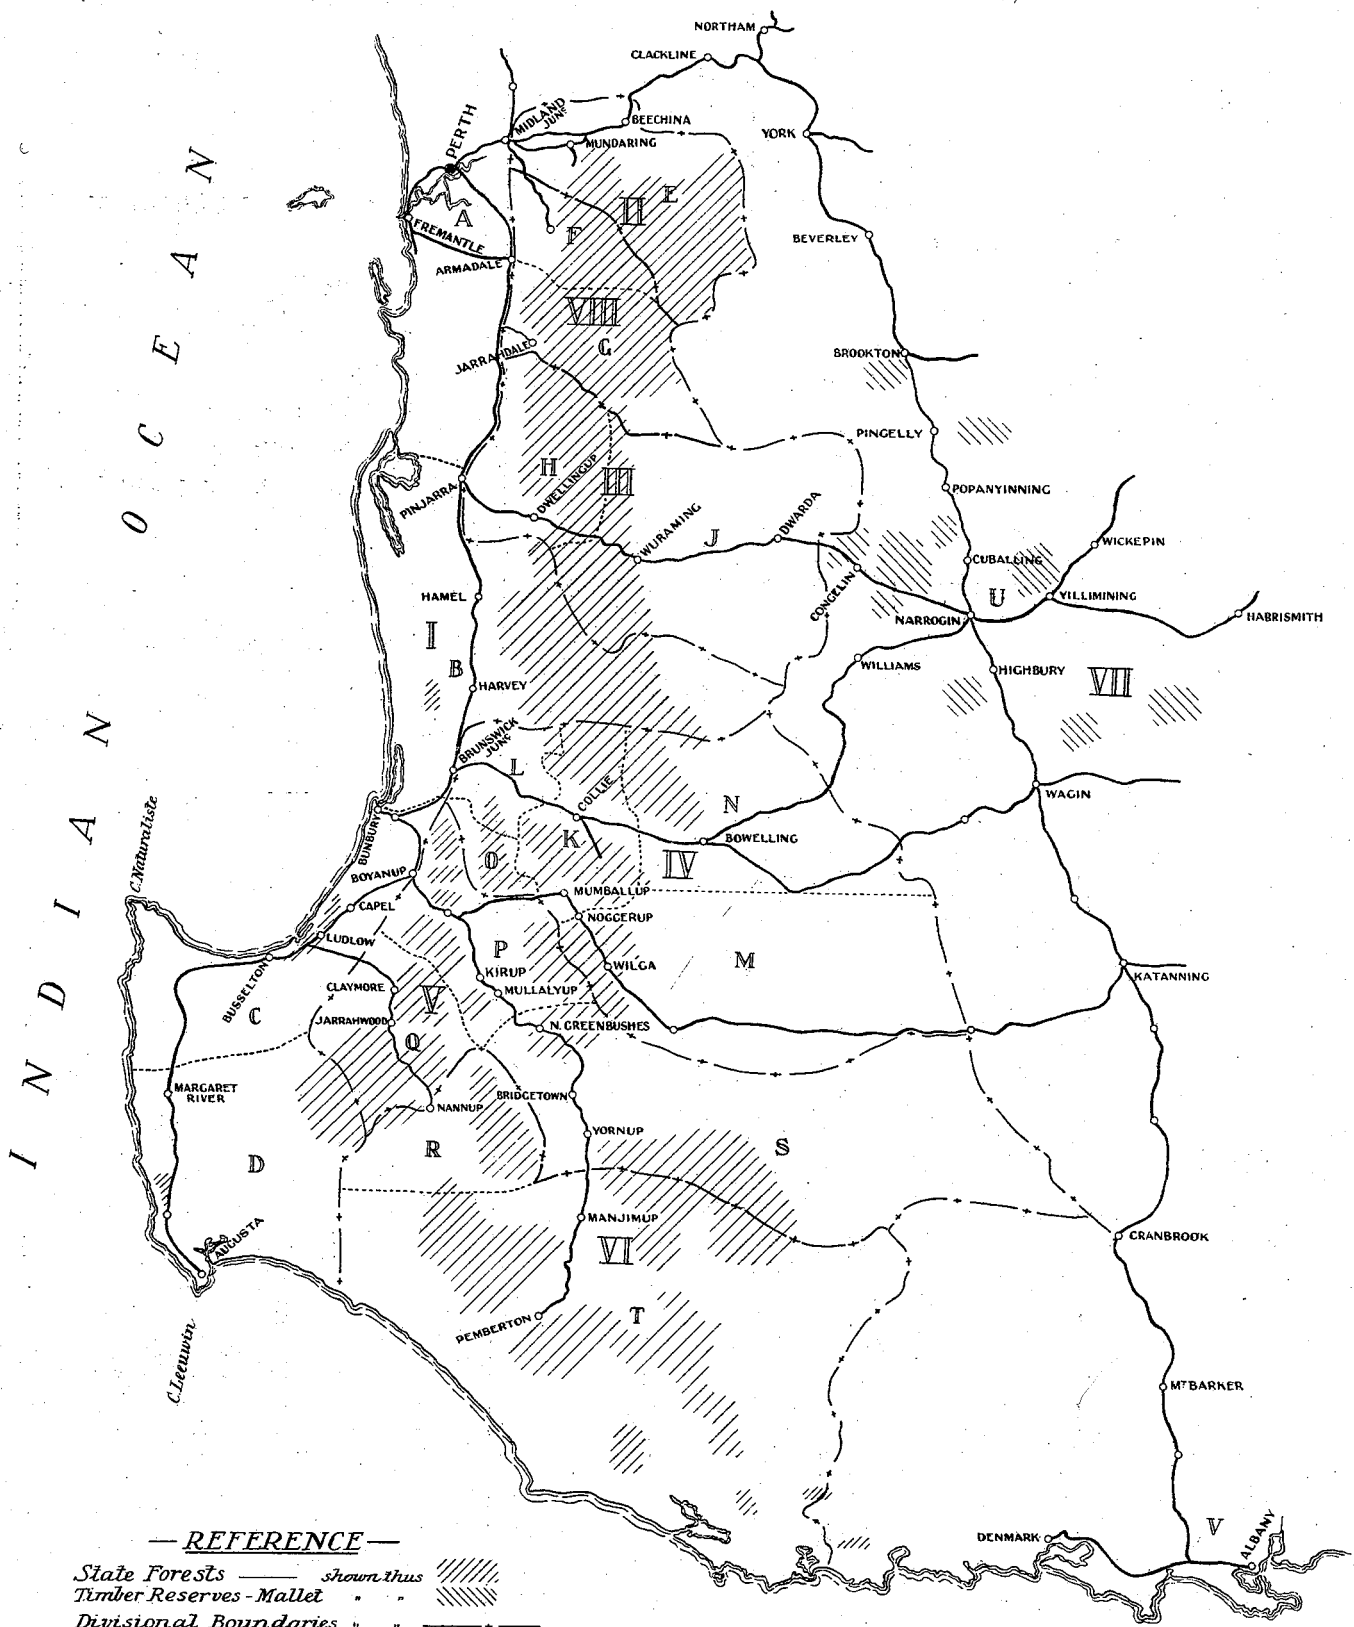 NORTHAM
CLACKLINE
MIDLAND
JUNC
BEECHINA
PERTH
MUNDARING
YORK
A
II
E
F
FREMANTLE
ARMADALE
BEVERLEY
VIII
G
JARRAHDALE
BROOKTON
PINGELLY
H
III
DWELLINGUP
PINJARRA
POPANYINNING
WURAMING
J
DWARDA
CUBALLING
WICKEPIN
CONGELIN
HAMEL
U
YILLIMINING
NARROGIN
HARRISMITH
I
B
WILLIAMS
HIGHBURY
VII
HARVEY
BRUNSWICK
JUNC
L
COLLIE
N
WAGIN
BUNBURY
K
BOWELLING
O
IV
BOYANUP
MUMBALLUP
C. Naturaliste
CAPEL
NOGGERUP
LUDLOW
P
M
KIRUP
WILGA
KATANNING
BUSSELTON
CLAYMORE
V
MULLALYUP
C
JARRAHWOOD
N. GREENBUSHES
Q
MARGARET
RIVER
BRIDGETOWN
NANNUP
YORNUP
D
R
S
MANJIMUP
AUGUSTA
VI
CRANBROOK
PEMBERTON
T
C. Leeuwin
MT BARKER
INDIAN OCEAN
DENMARK
V
ALBANY
— REFERENCE —
State Forests —— shown thus
Timber Reserves - Mallet " "
Divisional Boundaries " "